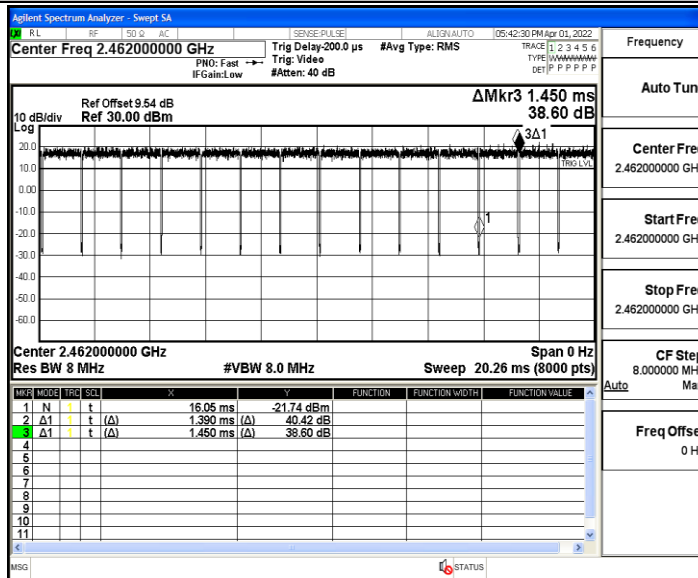 Agilent Spectrum Analyzer - Swept SA
RL RF 50 Ω AC SENSE:PULSE ALIGNAUTO 05:42:30 PM Apr 01, 2022
Center Freq 2.462000000 GHz
PNO: Fast
IFGain:Low
Trig Delay-200.0 µs
Trig: Video
#Atten: 40 dB
#Avg Type: RMS
TRACE 1 2 3 4 5 6
TYPE WWWWWW
DET P P P P P P
Frequency
Auto Tun
Center Fre
2.462000000 GH
Start Fre
2.462000000 GH
Stop Fre
2.462000000 GH
CF Step
8.000000 MH
Auto Ma
Freq Offse
0 H
ΔMkr3 1.450 ms
38.60 dB
Ref Offset 9.54 dB
10 dB/div Ref 30.00 dBm
Log
20.0
10.0
0.00
-10.0
-20.0
-30.0
-40.0
-50.0
-60.0
3Δ1
TRIG LVL
1
Center 2.462000000 GHz Span 0 Hz
Res BW 8 MHz #VBW 8.0 MHz Sweep 20.26 ms (8000 pts)
MKR MODE TRC SCL X Y FUNCTION FUNCTION WIDTH FUNCTION VALUE
1 N 1 t 16.05 ms -21.74 dBm
2 Δ1 1 t (Δ) 1.390 ms (Δ) 40.42 dB
3 Δ1 1 t (Δ) 1.450 ms (Δ) 38.60 dB
4
5
6
7
8
9
10
11
MSG STATUS